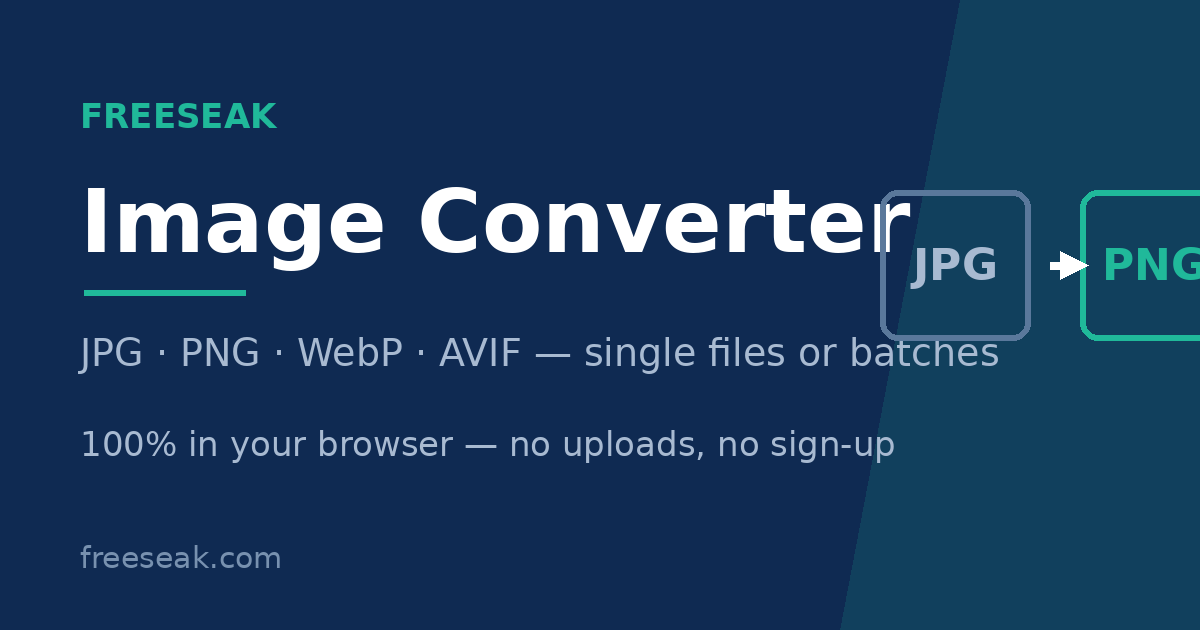 FREESEAK
Image Converter
JPG
PNG
JPG · PNG · WebP · AVIF — single files or batches
100% in your browser — no uploads, no sign-up
freeseak.com